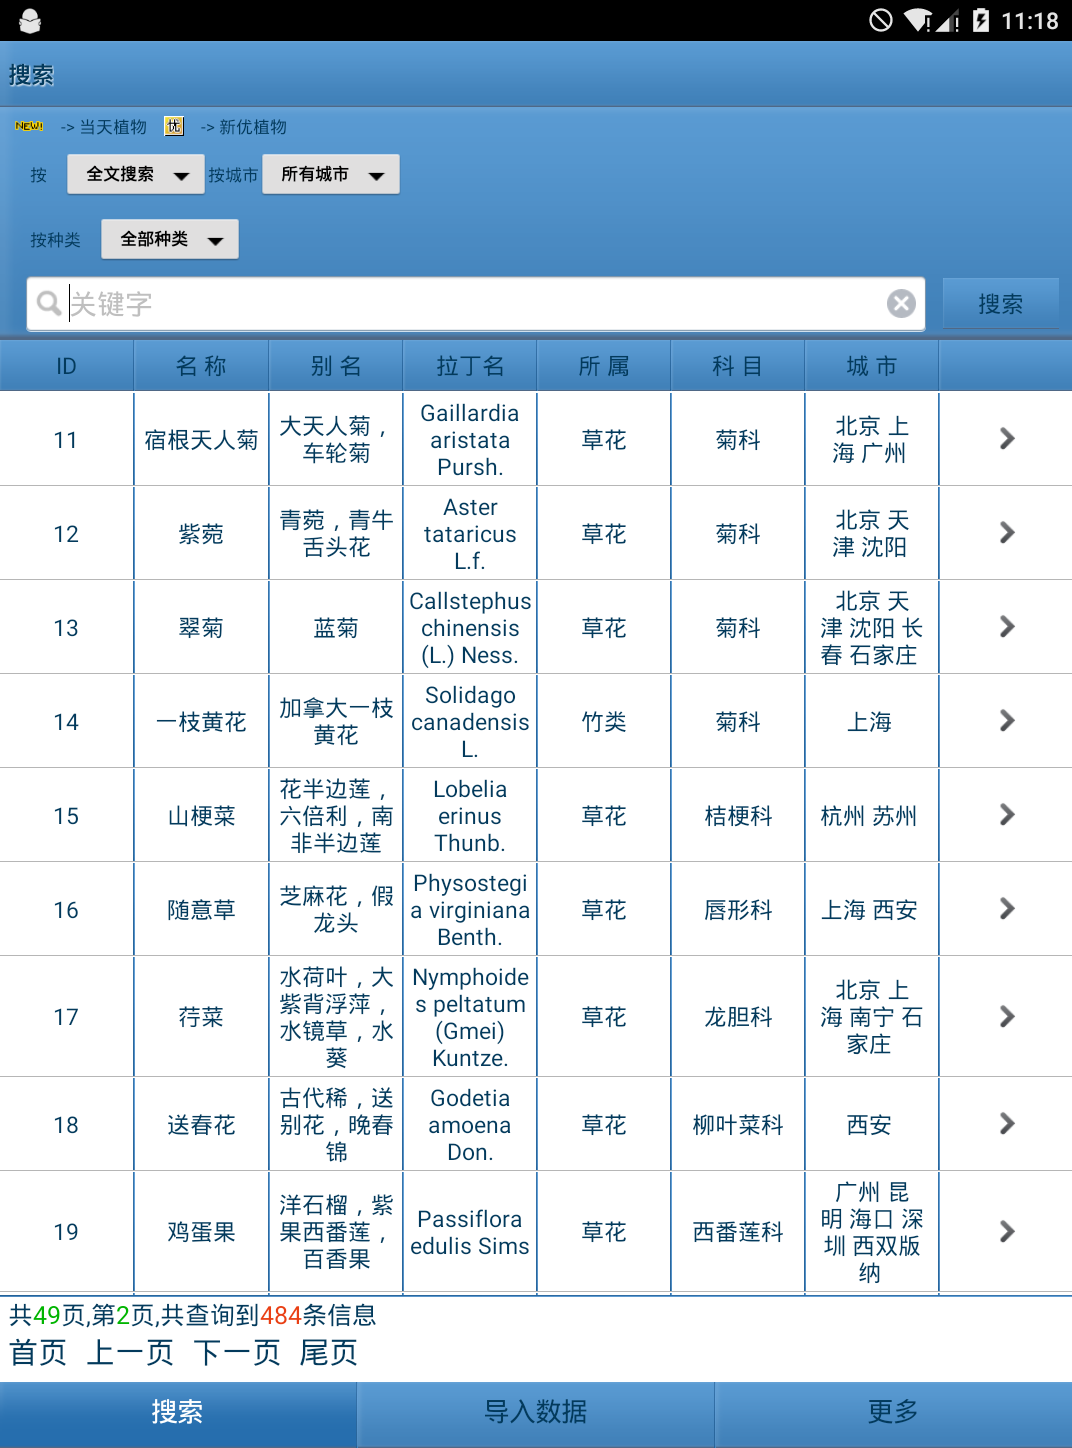 11:18
搜索
NEW! -> 当天植物 优 -> 新优植物
按 全文搜索 按城市 所有城市
按种类 全部种类
关键字 搜索
ID 名 称 别 名 拉丁名 所 属 科 目 城 市
11 宿根天人菊 大天人菊，车轮菊 Gaillardia aristata Pursh. 草花 菊科 北京 上海 广州
12 紫菀 青菀，青牛舌头花 Aster tataricus L.f. 草花 菊科 北京 天津 沈阳
13 翠菊 蓝菊 Callstephus chinensis (L.) Ness. 草花 菊科 北京 天津 沈阳 长春 石家庄
14 一枝黄花 加拿大一枝黄花 Solidago canadensis L. 竹类 菊科 上海
15 山梗菜 花半边莲，六倍利，南非半边莲 Lobelia erinus Thunb. 草花 桔梗科 杭州 苏州
16 随意草 芝麻花，假龙头 Physostegia virginiana Benth. 草花 唇形科 上海 西安
17 荇菜 水荷叶，大紫背浮萍，水镜草，水葵 Nymphoides peltatum (Gmei) Kuntze. 草花 龙胆科 北京 上海 南宁 石家庄
18 送春花 古代稀，送别花，晚春锦 Godetia amoena Don. 草花 柳叶菜科 西安
19 鸡蛋果 洋石榴，紫果西番莲，百香果 Passiflora edulis Sims 草花 西番莲科 广州 昆明 海口 深圳 西双版纳
共49页,第2页,共查询到484条信息
首页 上一页 下一页 尾页
搜索 导入数据 更多